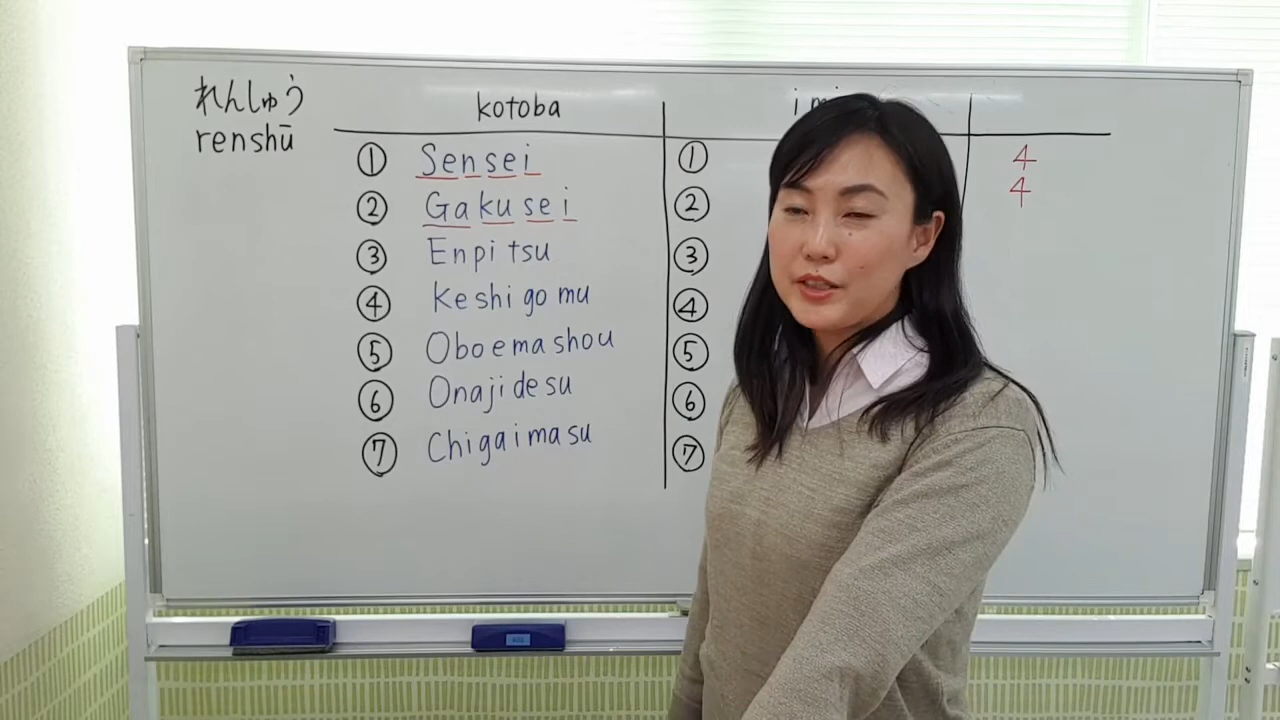 れんしゅう
renshū
kotoba
① Sensei ① 4
② Gakusei ② 4
③ Enpitsu ③
④ Keshigomu ④
⑤ Oboemashou ⑤
⑥ Onajidesu ⑥
⑦ Chigaimasu ⑦